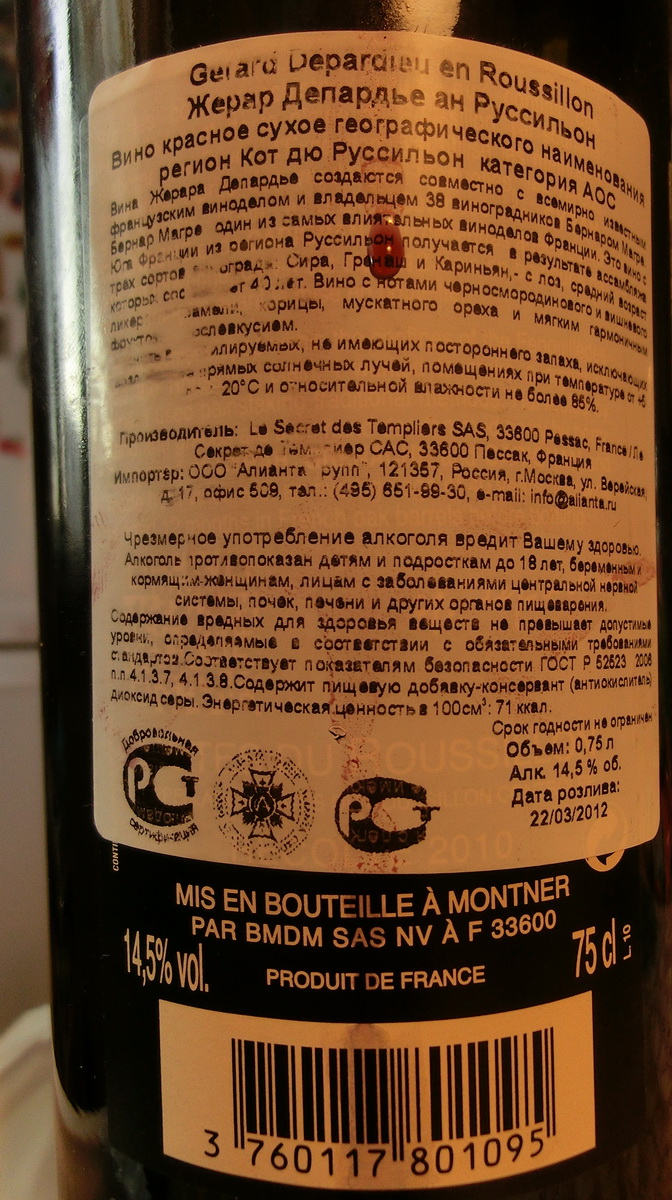 Gerard Depardieu en Roussillon
Жерар Депардье ан Руссильон
Вино красное сухое географического наименования
регион Кот дю Руссильон категория АОС
Вина Жерара Депардье создаются совместно с всемирно известным
французским виноделом и владельцем 38 виноградников Бернаром Магре.
Бернар Магре один из самых влиятельных виноделов Франции. Это вино с
Юга Франции из региона Руссильон получается в результате ассамбляжа
трех сортов Сира, Гренаш и Кариньян,- с лоз, средний возраст
40 лет. Вино с нотами черносмородинового и вишневого
корицы, мускатного ореха и мягким гармоничным
послевкусием.
не имеющих постороннего запаха, исключающих
прямых солнечных лучей, помещениях при температуре от +5
20°С и относительной влажности не более 85%.
Производитель: Le Secret des Templiers SAS, 33600 Pessac, France / Ле
Секрет де САС, 33600 Пессак, Франция
Импортер: ООО "Алианта 121357, Россия, г.Москва, ул. Верейская,
д. 17, офис 509, тел.: (495) 651-99-30, e-mail: info@alianta.ru
Чрезмерное употребление алкоголя вредит Вашему здоровью.
Алкоголь противопоказан детям и подросткам до 18 лет, беременным и
кормящим-женщинам, лицам с заболеваниями центральной нервной
системы, почек, печени и других органов пищеварения.
Содержание вредных для здоровья веществ не превышает допустимые
уровни, определяемые в соответствии с обязательными требованиями
стандартов.Соответствует показателям безопасности ГОСТ Р 52523 2006
п.п.4.1.3.7, 4.1.3.8.Содержит пищевую добавку-консервант (антиокислитель)
диоксид серы. Энергетическая.ценность в 100см³: 71 ккал.
Срок годности не ограничен
Объем: 0,75 л
Алк. 14,5 % об.
Дата розлива:
22/03/2012
Добровольная
сертификация
MIS EN BOUTEILLE À MONTNER
PAR BMDM SAS NV À F 33600
14,5% vol.
PRODUIT DE FRANCE
75 cl
L.10
3 760117 801095